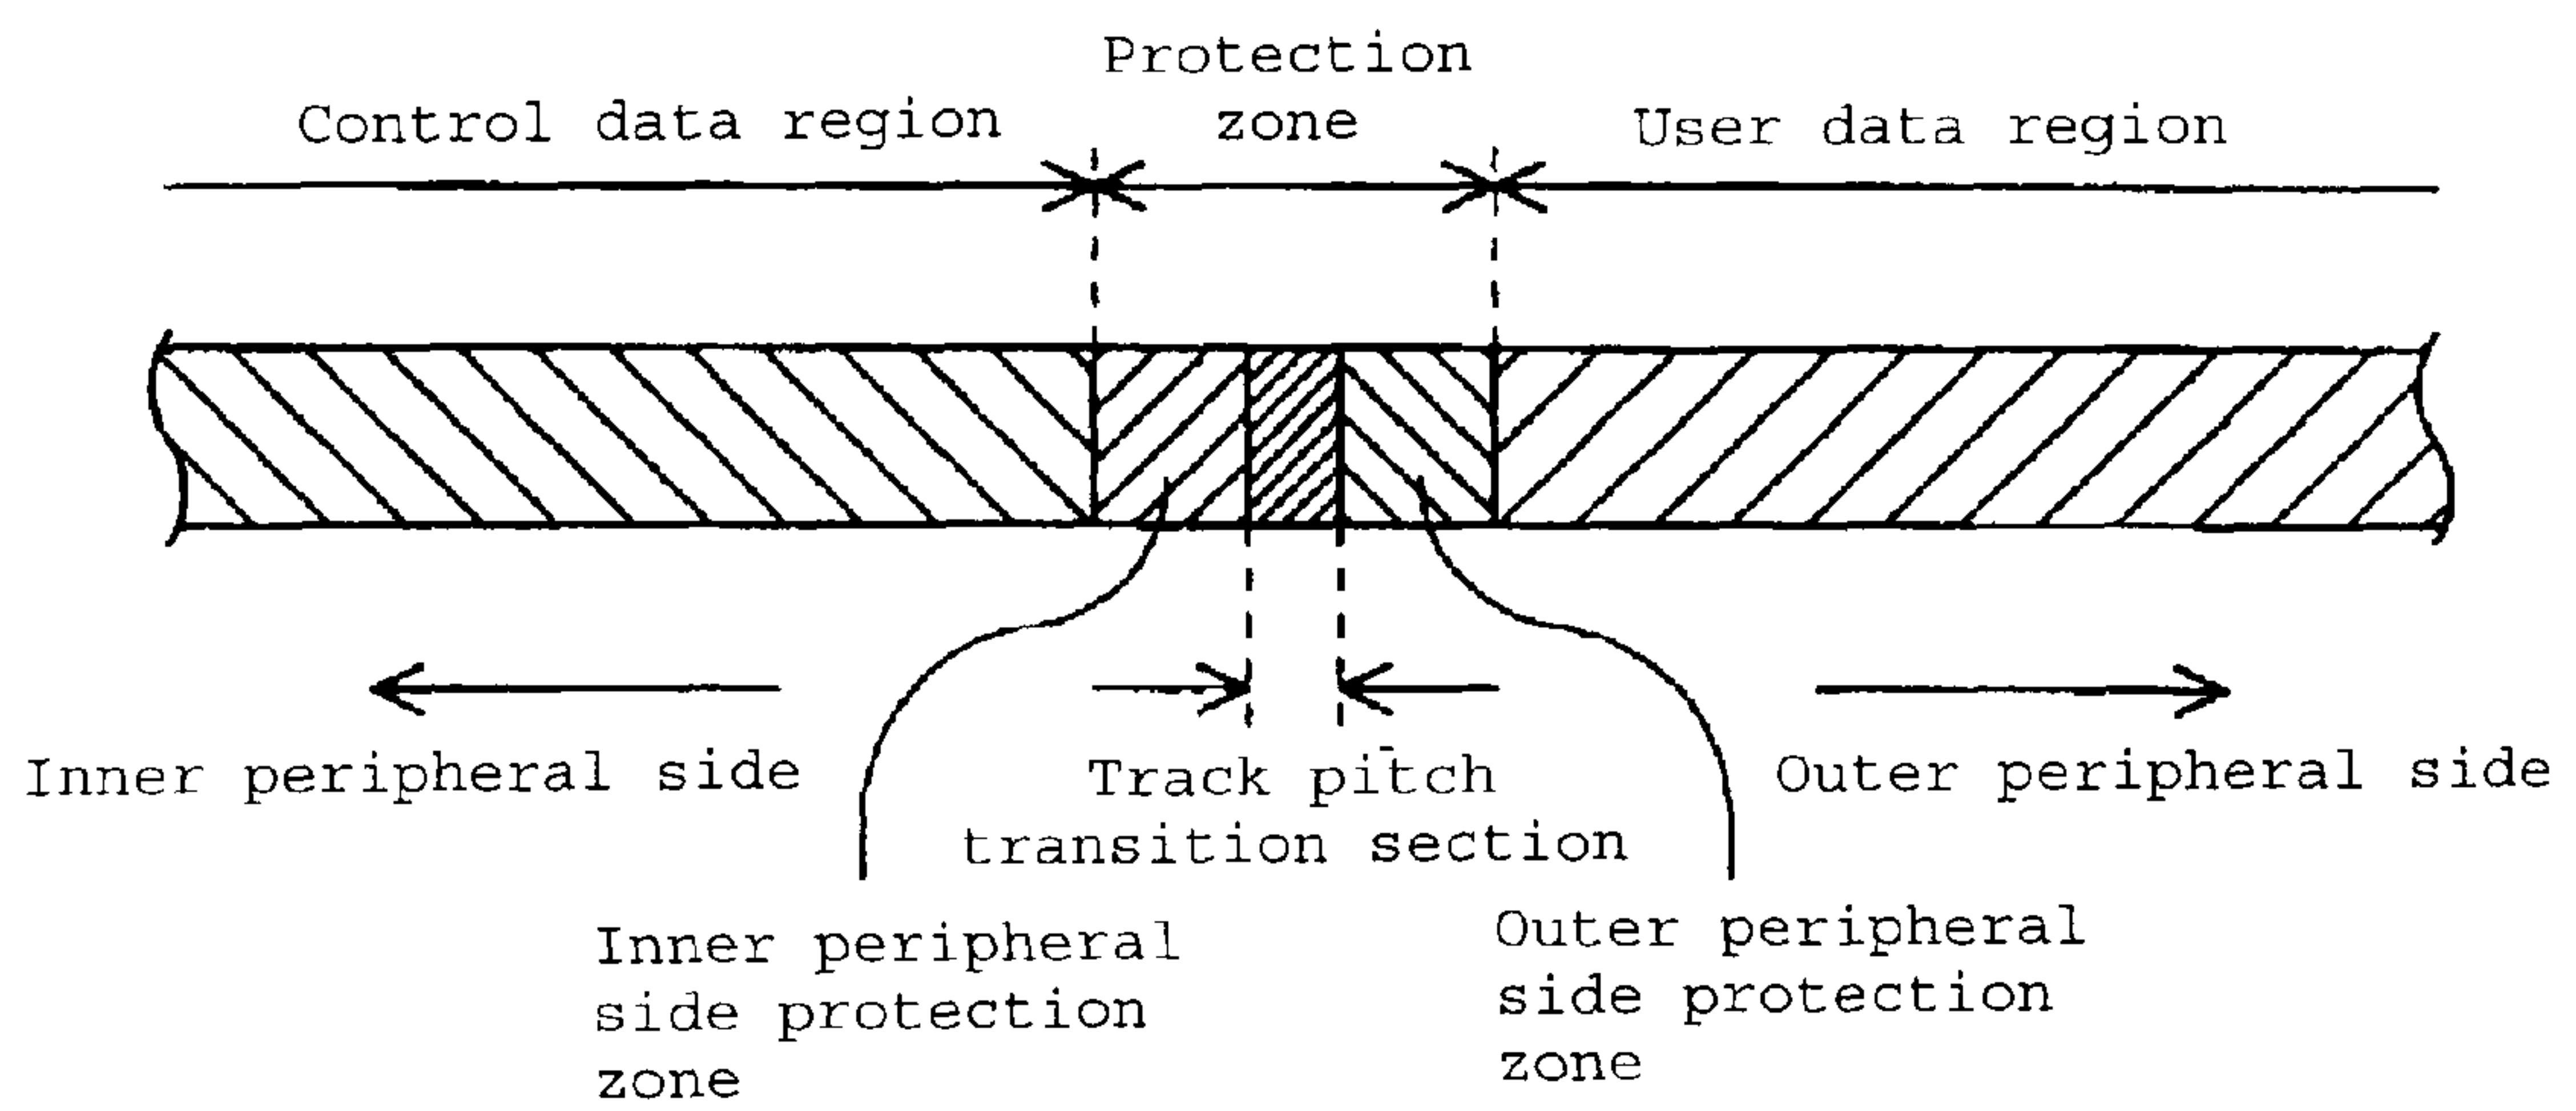 Protection
zone
Control data region
User data region
Inner peripheral side
Track pitch
transition section
Outer peripheral side
Inner peripheral
side protection
zone
Outer peripheral
side protection
zone